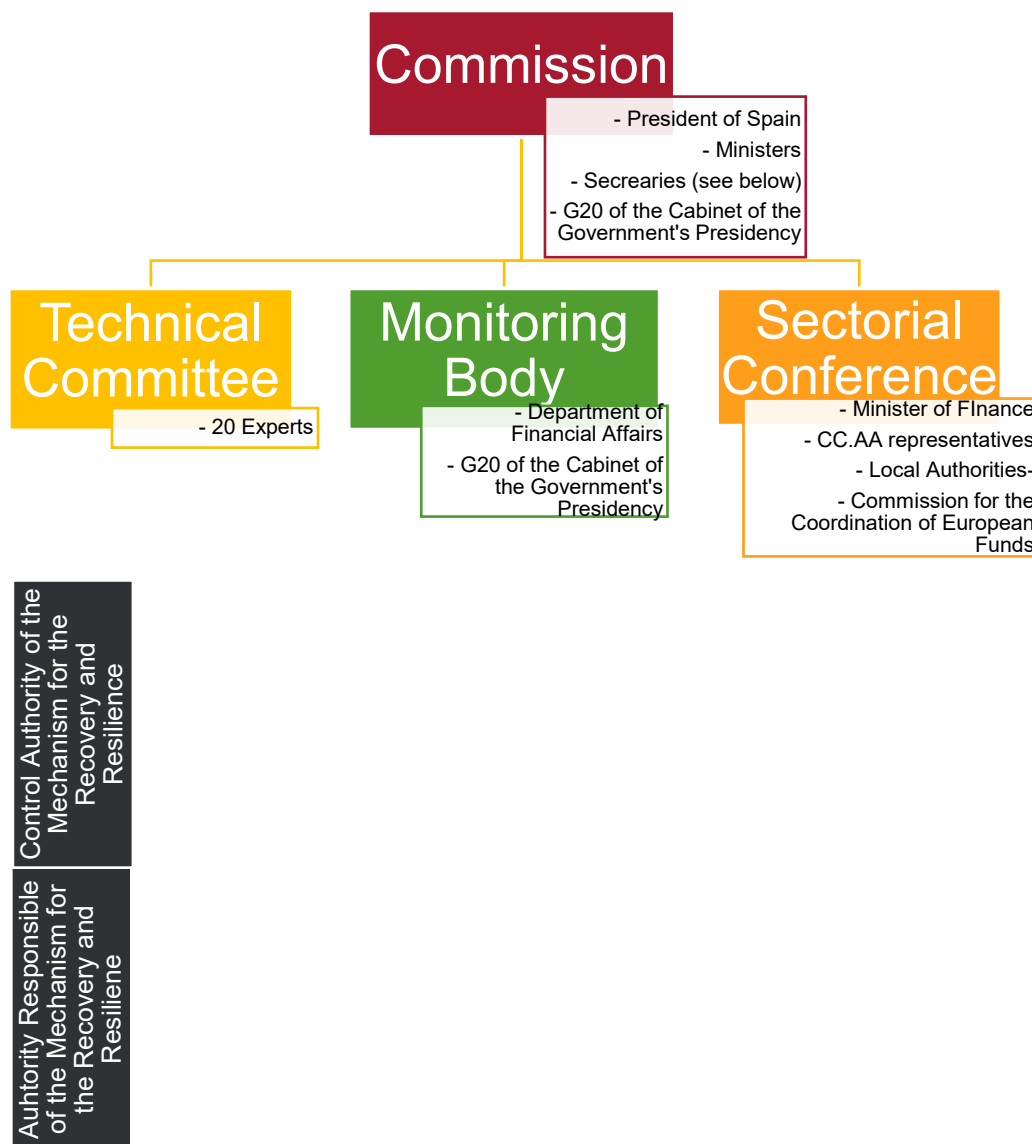 Commission
- President of Spain
- Ministers
- Secrearies (see below)
- G20 of the Cabinet of the
Government's Presidency
Technical
Committee
- 20 Experts
Monitoring
Body
- Department of
Financial Affairs
- G20 of the Cabinet of
the Government's
Presidency
Sectorial
Conference
- Minister of FInance
- CC.AA representatives
- Local Authorities-
- Commission for the
Coordination of European
Funds
Control Authority of the
Mechanism for the
Recovery and
Resilience
Auhtority Responsible
of the Mechanism for
the Recovery and
Resiliene